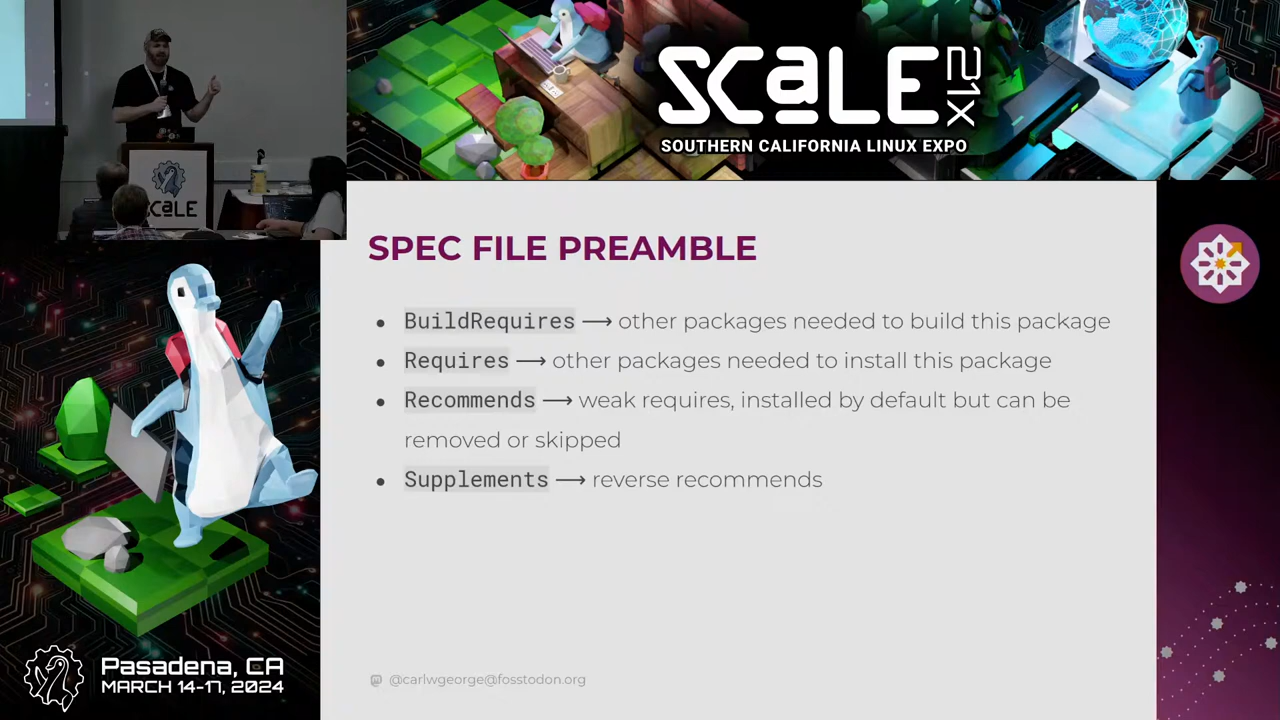 SCaLE 21x
SOUTHERN CALIFORNIA LINUX EXPO
SCaLE
SPEC FILE PREAMBLE
• BuildRequires ⟶ other packages needed to build this package
• Requires ⟶ other packages needed to install this package
• Recommends ⟶ weak requires, installed by default but can be
removed or skipped
• Supplements ⟶ reverse recommends
@carlwgeorge@fosstodon.org
Pasadena, CA
MARCH 14-17, 2024